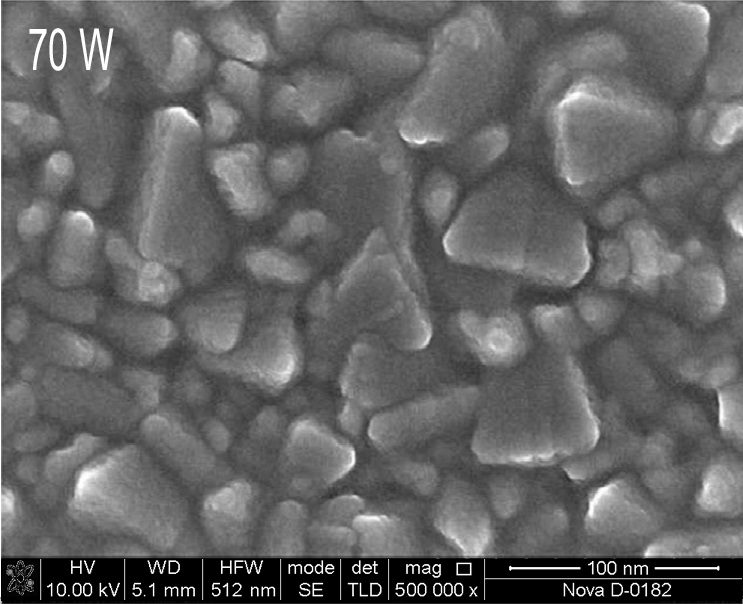 70 W
HV WD HFW mode det mag 100 nm
10.00 kV 5.1 mm 512 nm SE TLD 500 000 x Nova D-0182